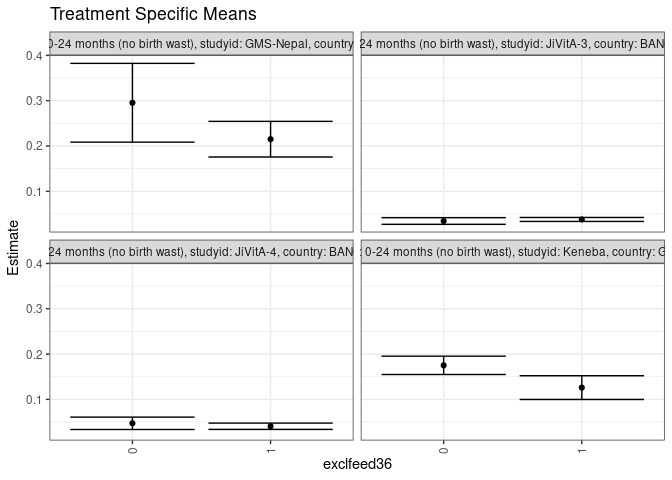 Treatment Specific Means
0-24 months (no birth wast), studyid: GMS-Nepal, country
24 months (no birth wast), studyid: JiVitA-3, country: BAN
0.4
0.3
0.2
0.1
24 months (no birth wast), studyid: JiVitA-4, country: BAN
: 0-24 months (no birth wast), studyid: Keneba, country: G
0.4
0.3
0.2
0.1
Estimate
0
1
0
1
exclfeed36